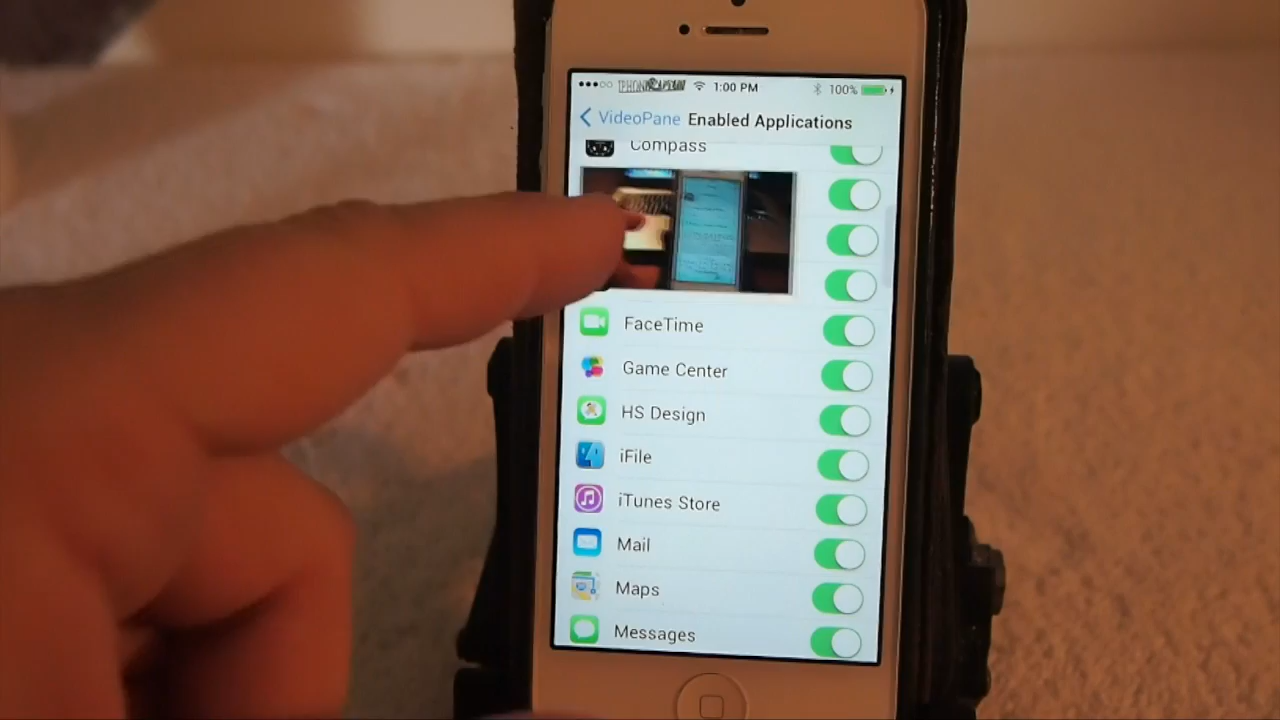 1:00 PM 100%
VideoPane Enabled Applications
Compass
FaceTime
Game Center
HS Design
iFile
iTunes Store
Mail
Maps
Messages